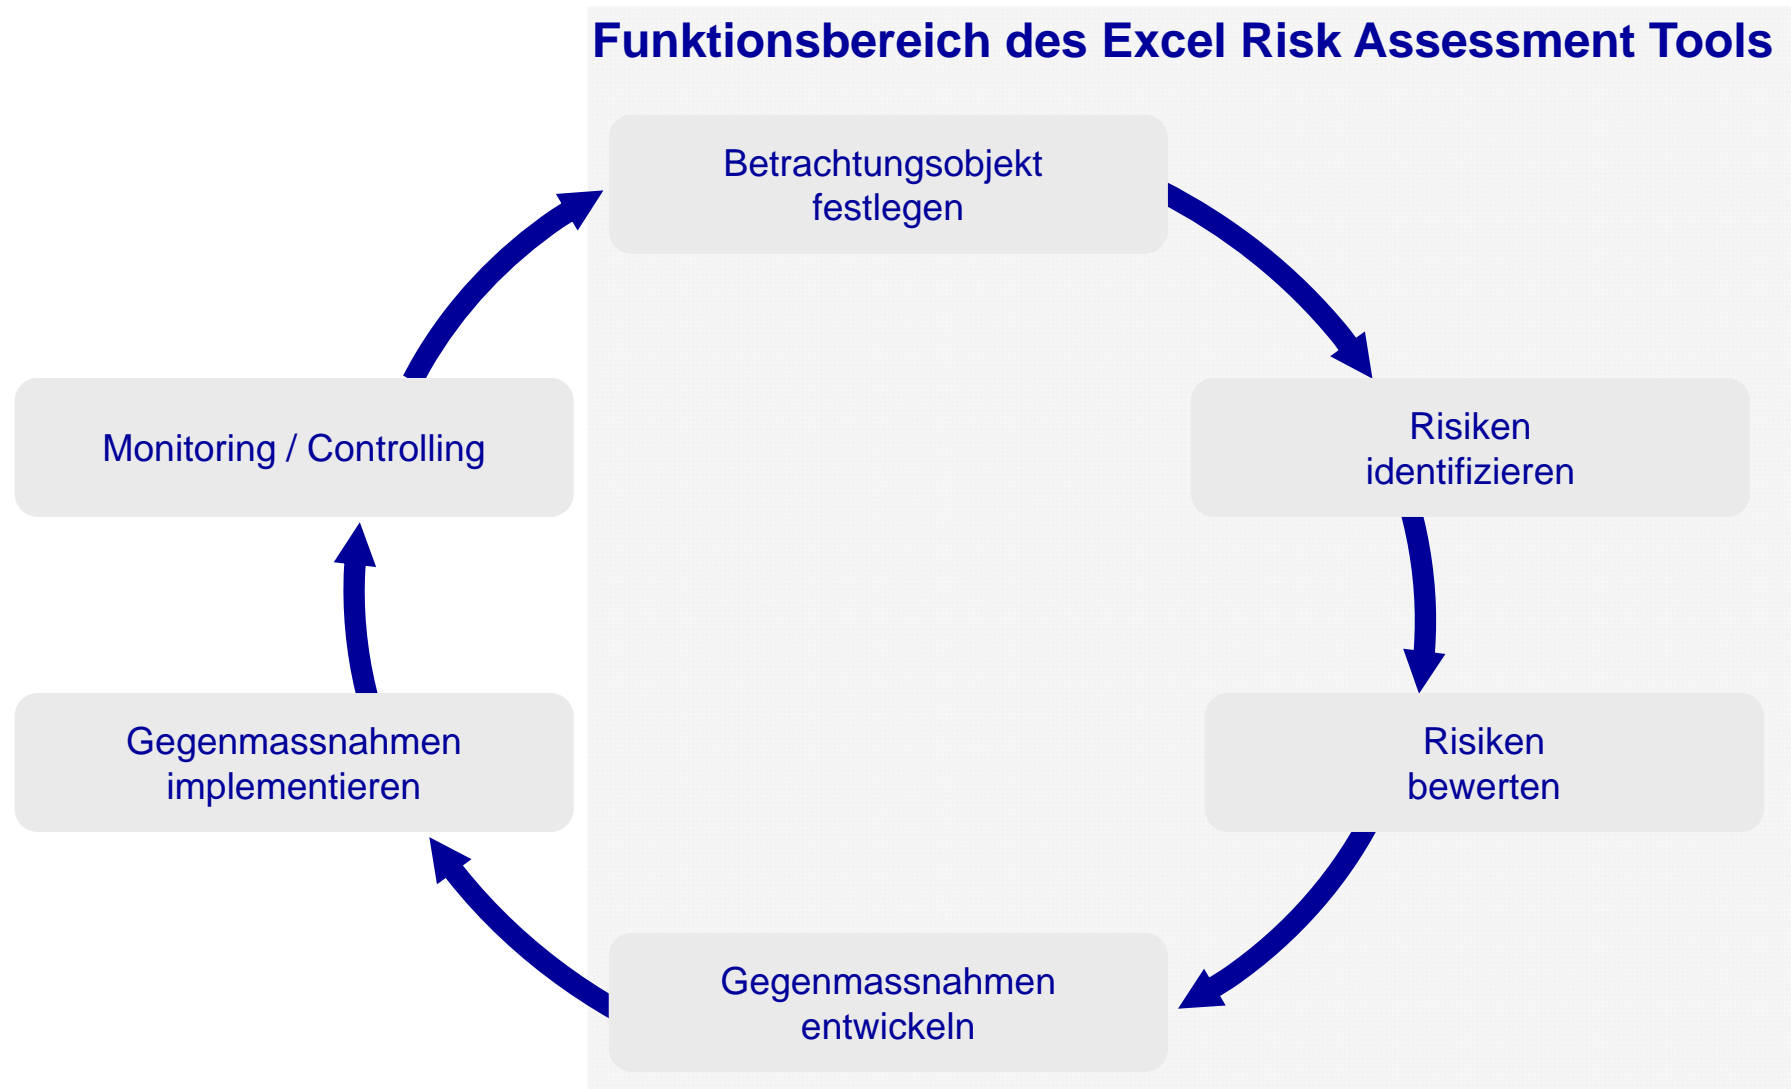 Funktionsbereich des Excel Risk Assessment Tools
Betrachtungsobjekt
festlegen
Risiken
identifizieren
Risiken
bewerten
Gegenmassnahmen
entwickeln
Gegenmassnahmen
implementieren
Monitoring / Controlling